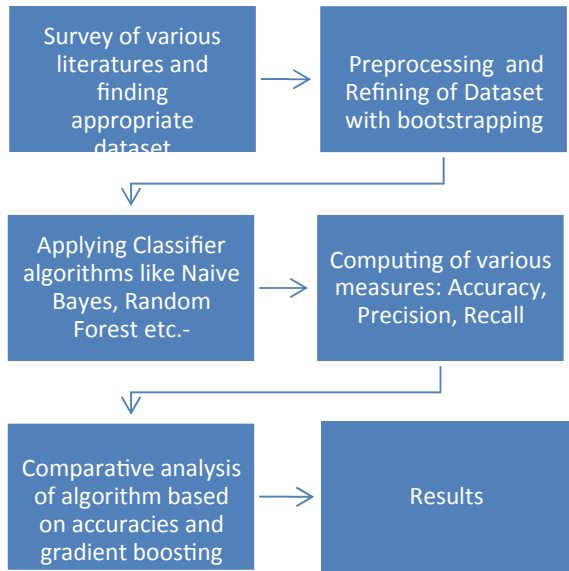 Survey of various
literatures and
finding
appropriate
dataset
Preprocessing and
Refining of Dataset
with bootstrapping
Applying Classifier
algorithms like Naive
Bayes, Random
Forest etc.-
Computing of various
measures: Accuracy,
Precision, Recall
Comparative analysis
of algorithm based
on accuracies and
gradient boosting
Results